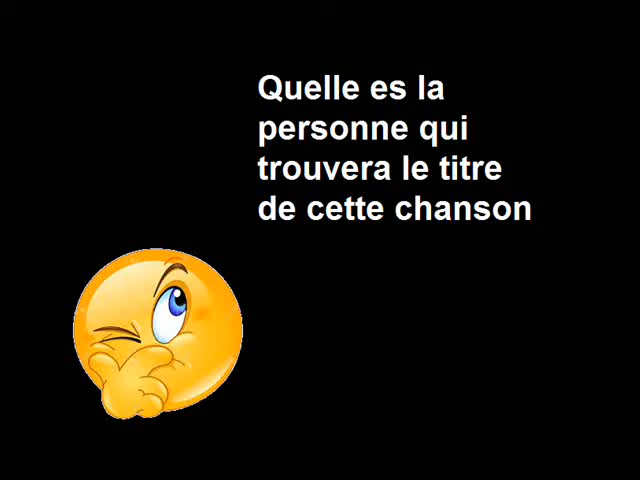 Quelle es la
personne qui
trouvera le titre
de cette chanson